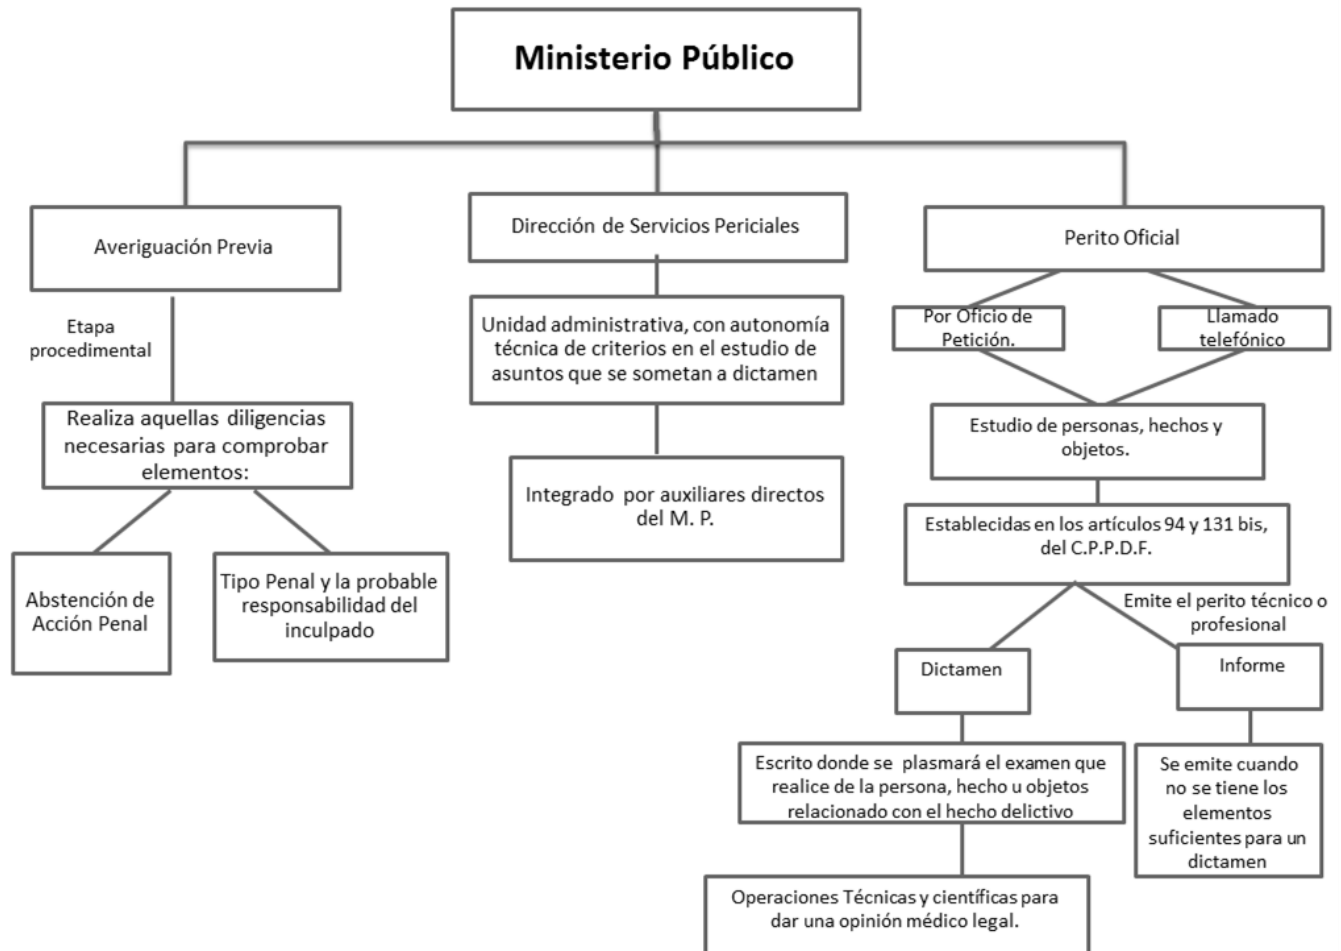 Ministerio Público
Averiguación Previa
Etapa
procedimental
Realiza aquellas diligencias
necesarias para comprobar
elementos:
Abstención de
Acción Penal
Tipo Penal y la probable
responsabilidad del
inculpado
Dirección de Servicios Periciales
Unidad administrativa, con autonomía
técnica de criterios en el estudio de
asuntos que se sometan a dictamen
Integrado por auxiliares directos
del M. P.
Perito Oficial
Por Oficio de
Petición.
Llamado
telefónico
Estudio de personas, hechos y
objetos.
Establecidas en los artículos 94 y 131 bis,
del C.P.P.D.F.
Emite el perito técnico o
profesional
Dictamen
Informe
Escrito donde se plasmará el examen que
realice de la persona, hecho u objetos
relacionado con el hecho delictivo
Se emite cuando
no se tiene los
elementos
suficientes para un
dictamen
Operaciones Técnicas y científicas para
dar una opinión médico legal.